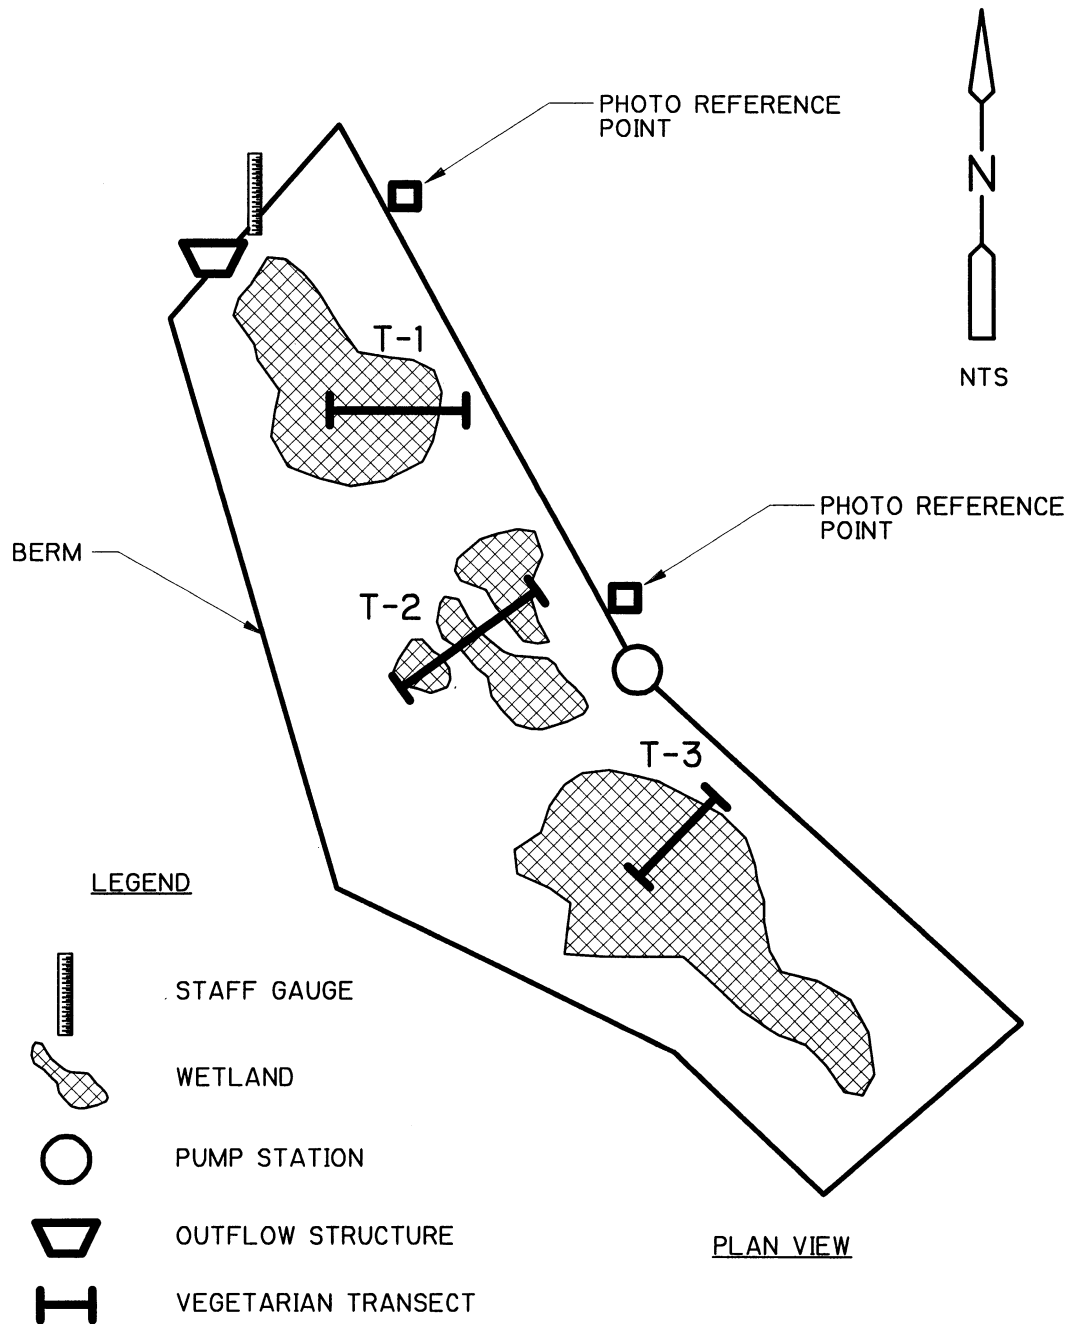 PHOTO REFERENCE
POINT
N
NTS
T-1
PHOTO REFERENCE
POINT
BERM
T-2
T-3
LEGEND
STAFF GAUGE
WETLAND
PUMP STATION
OUTFLOW STRUCTURE
VEGETARIAN TRANSECT
PLAN VIEW